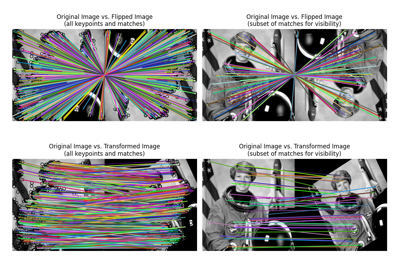 Original Image vs. Flipped Image
(all keypoints and matches)
Original Image vs. Flipped Image
(subset of matches for visibility)
Original Image vs. Transformed Image
(all keypoints and matches)
Original Image vs. Transformed Image
(subset of matches for visibility)